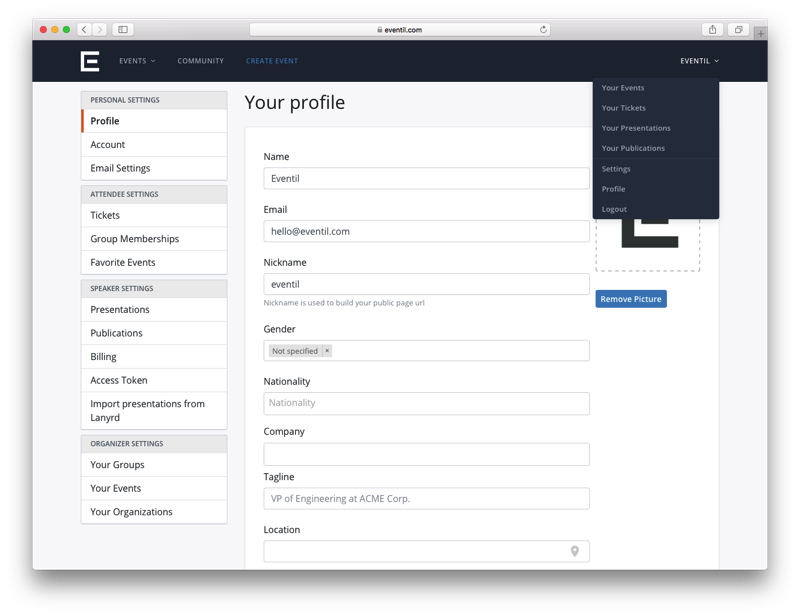 eventil.com
EVENTS
COMMUNITY
CREATE EVENT
EVENTIL
Your Events
Your Tickets
Your Presentations
Your Publications
Settings
Profile
Logout
PERSONAL SETTINGS
Profile
Account
Email Settings
ATTENDEE SETTINGS
Tickets
Group Memberships
Favorite Events
SPEAKER SETTINGS
Presentations
Publications
Billing
Access Token
Import presentations from
Lanyrd
ORGANIZER SETTINGS
Your Groups
Your Events
Your Organizations
Your profile
Name
Eventil
Email
hello@eventil.com
Nickname
eventil
Nickname is used to build your public page url
Gender
Not specified ×
Nationality
Nationality
Company
Tagline
VP of Engineering at ACME Corp.
Location
Remove Picture